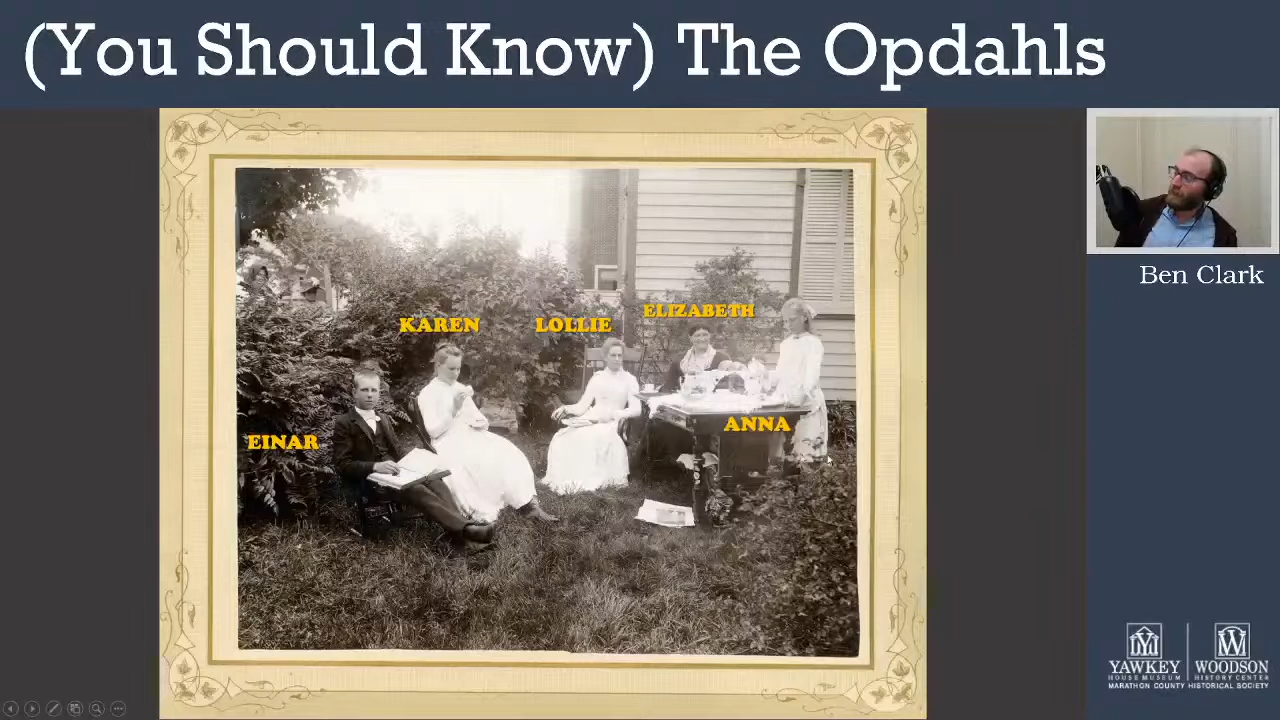 (You Should Know) The Opdahls
KAREN
LOLLIE
ELIZABETH
EINAR
ANNA
Ben Clark
YAWKEY
HOUSE MUSEUM
WOODSON
HISTORY CENTER
MARATHON COUNTY HISTORICAL SOCIETY